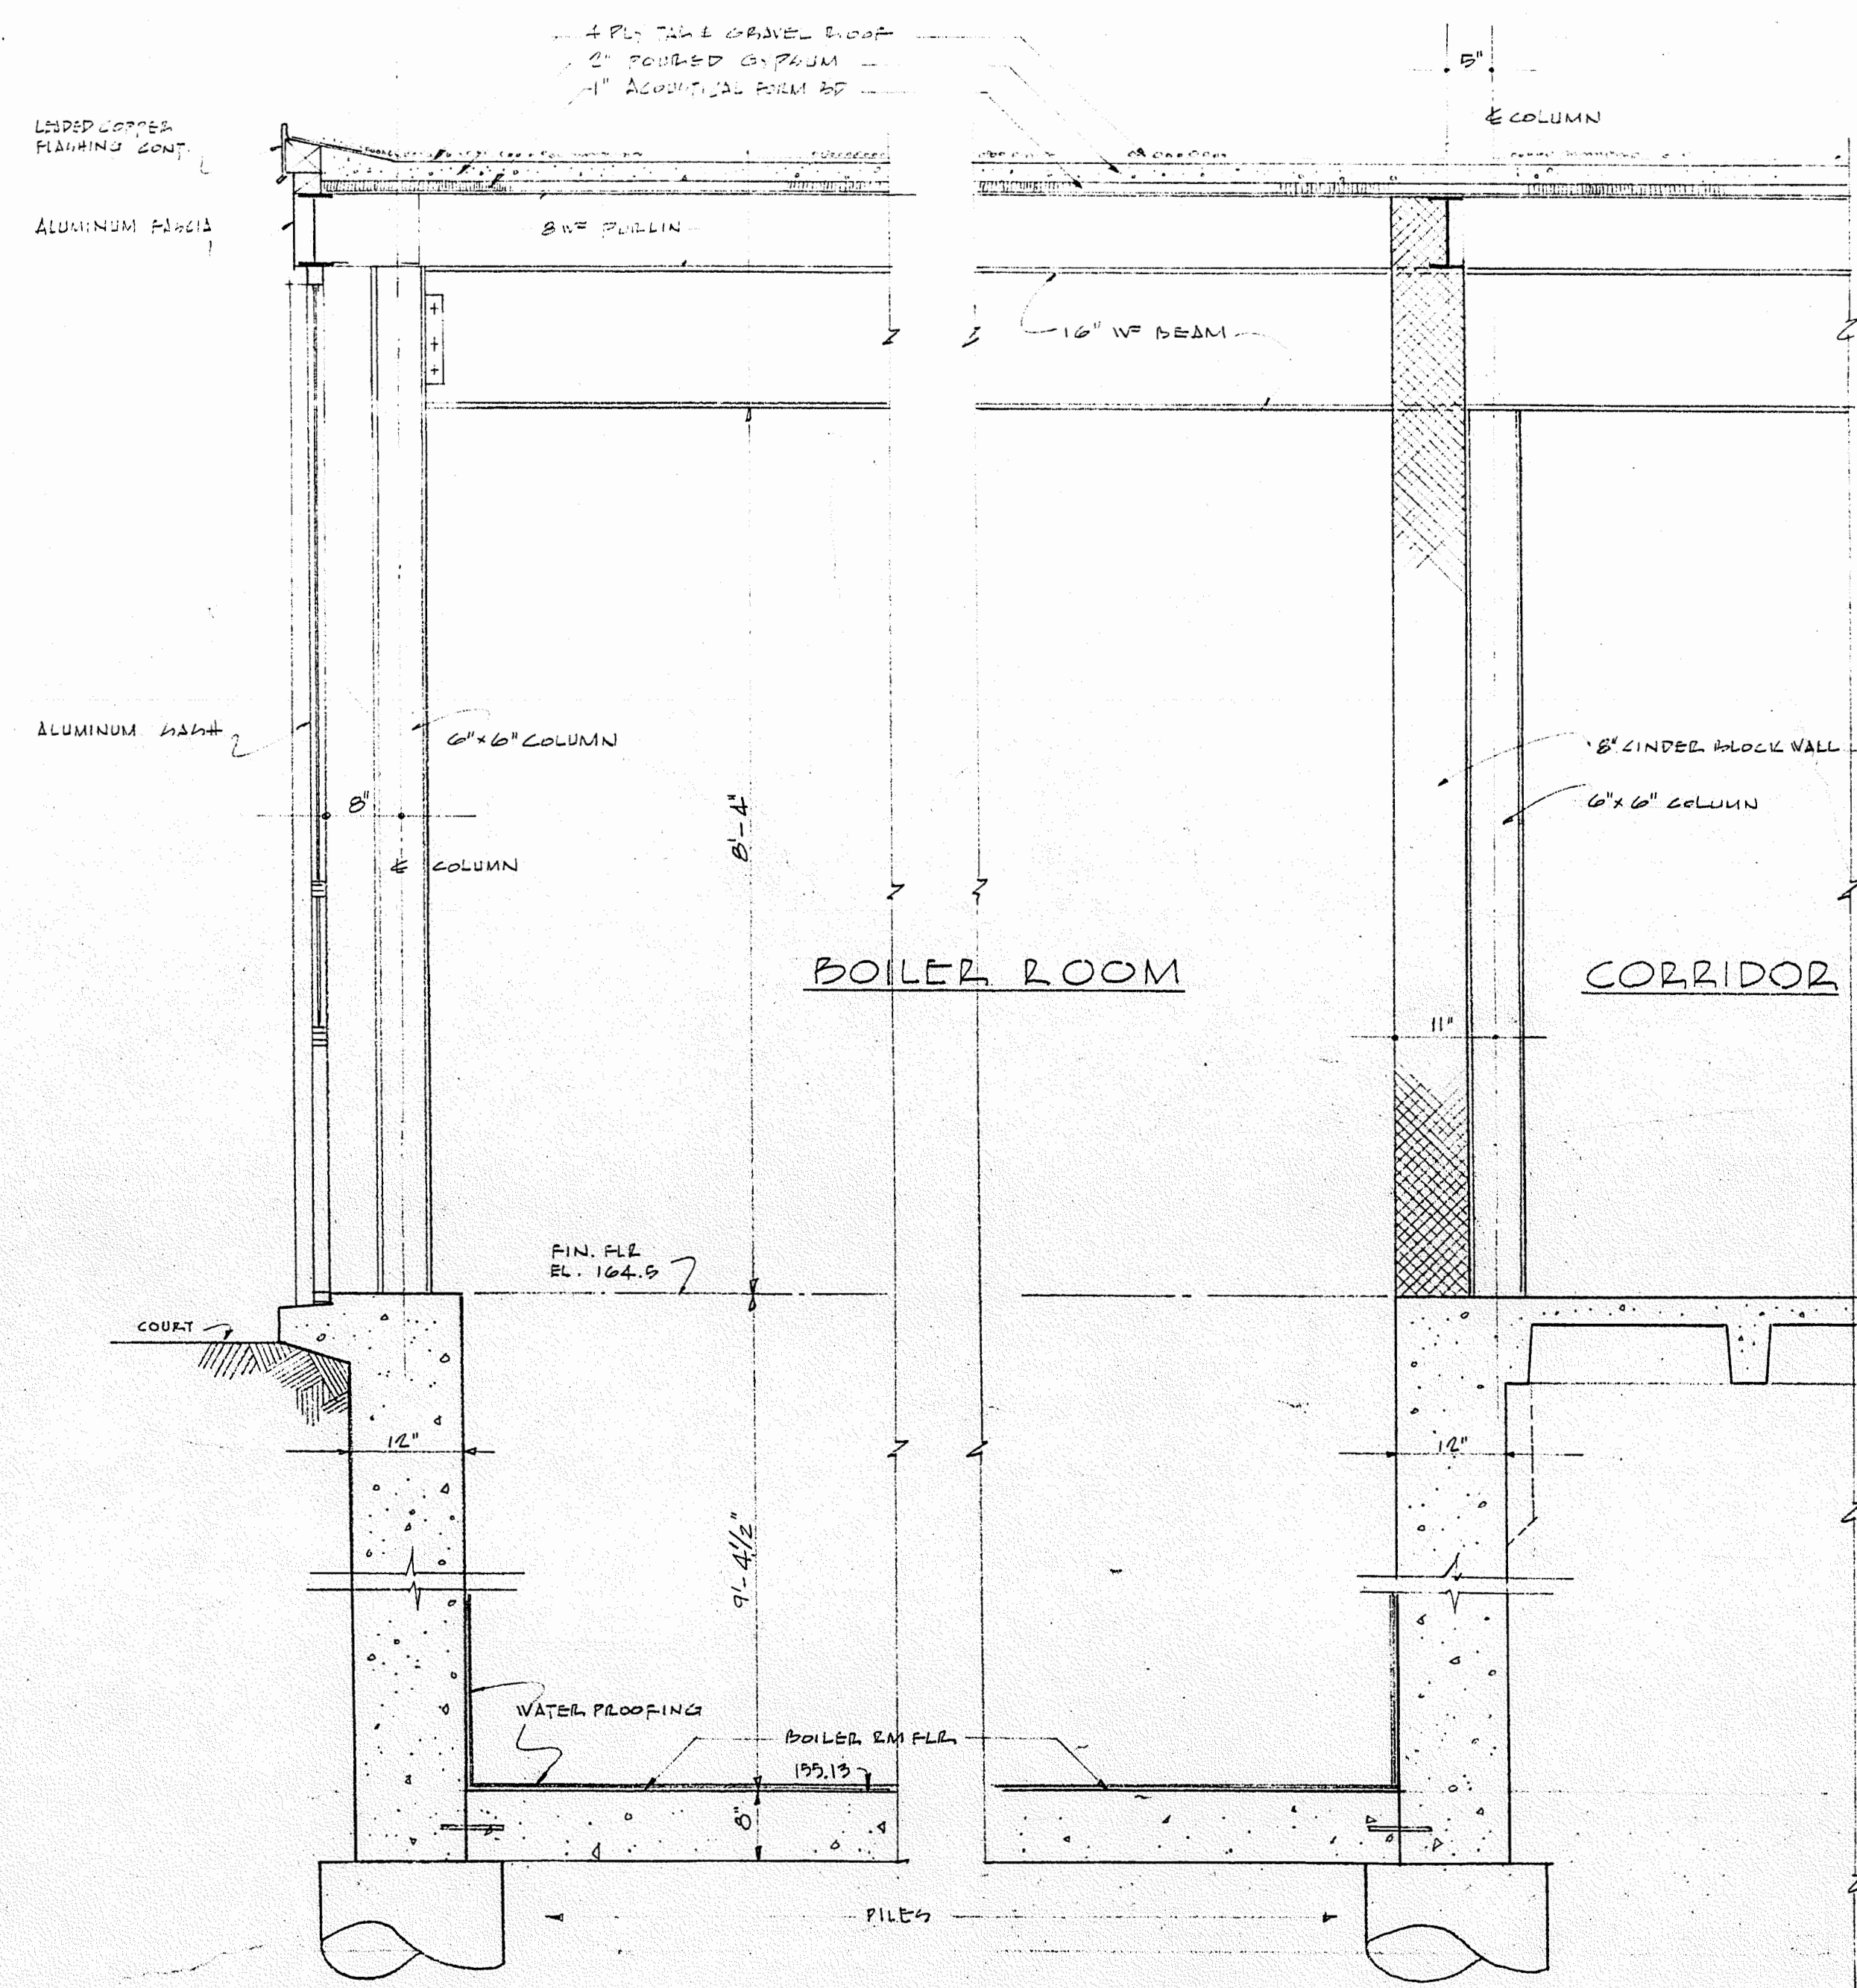 4 PLY TAR & GRAVEL ROOF
2" POURED GYPSUM
1" ACOUSTICAL FORM BD
5"
℄ COLUMN
LEADED COPPER
FLASHING CONT.
ALUMINUM FASCIA
8 WF PURLIN
16" WF BEAM
ALUMINUM SASH
6"x6" COLUMN
8" CINDER BLOCK WALL
6"x6" COLUMN
8"
8'-4"
℄ COLUMN
BOILER ROOM
CORRIDOR
11"
FIN. FLR
EL. 164.5
COURT
12"
12"
9'-4½"
WATER PROOFING
BOILER RM FLR
155.13
8"
PILES